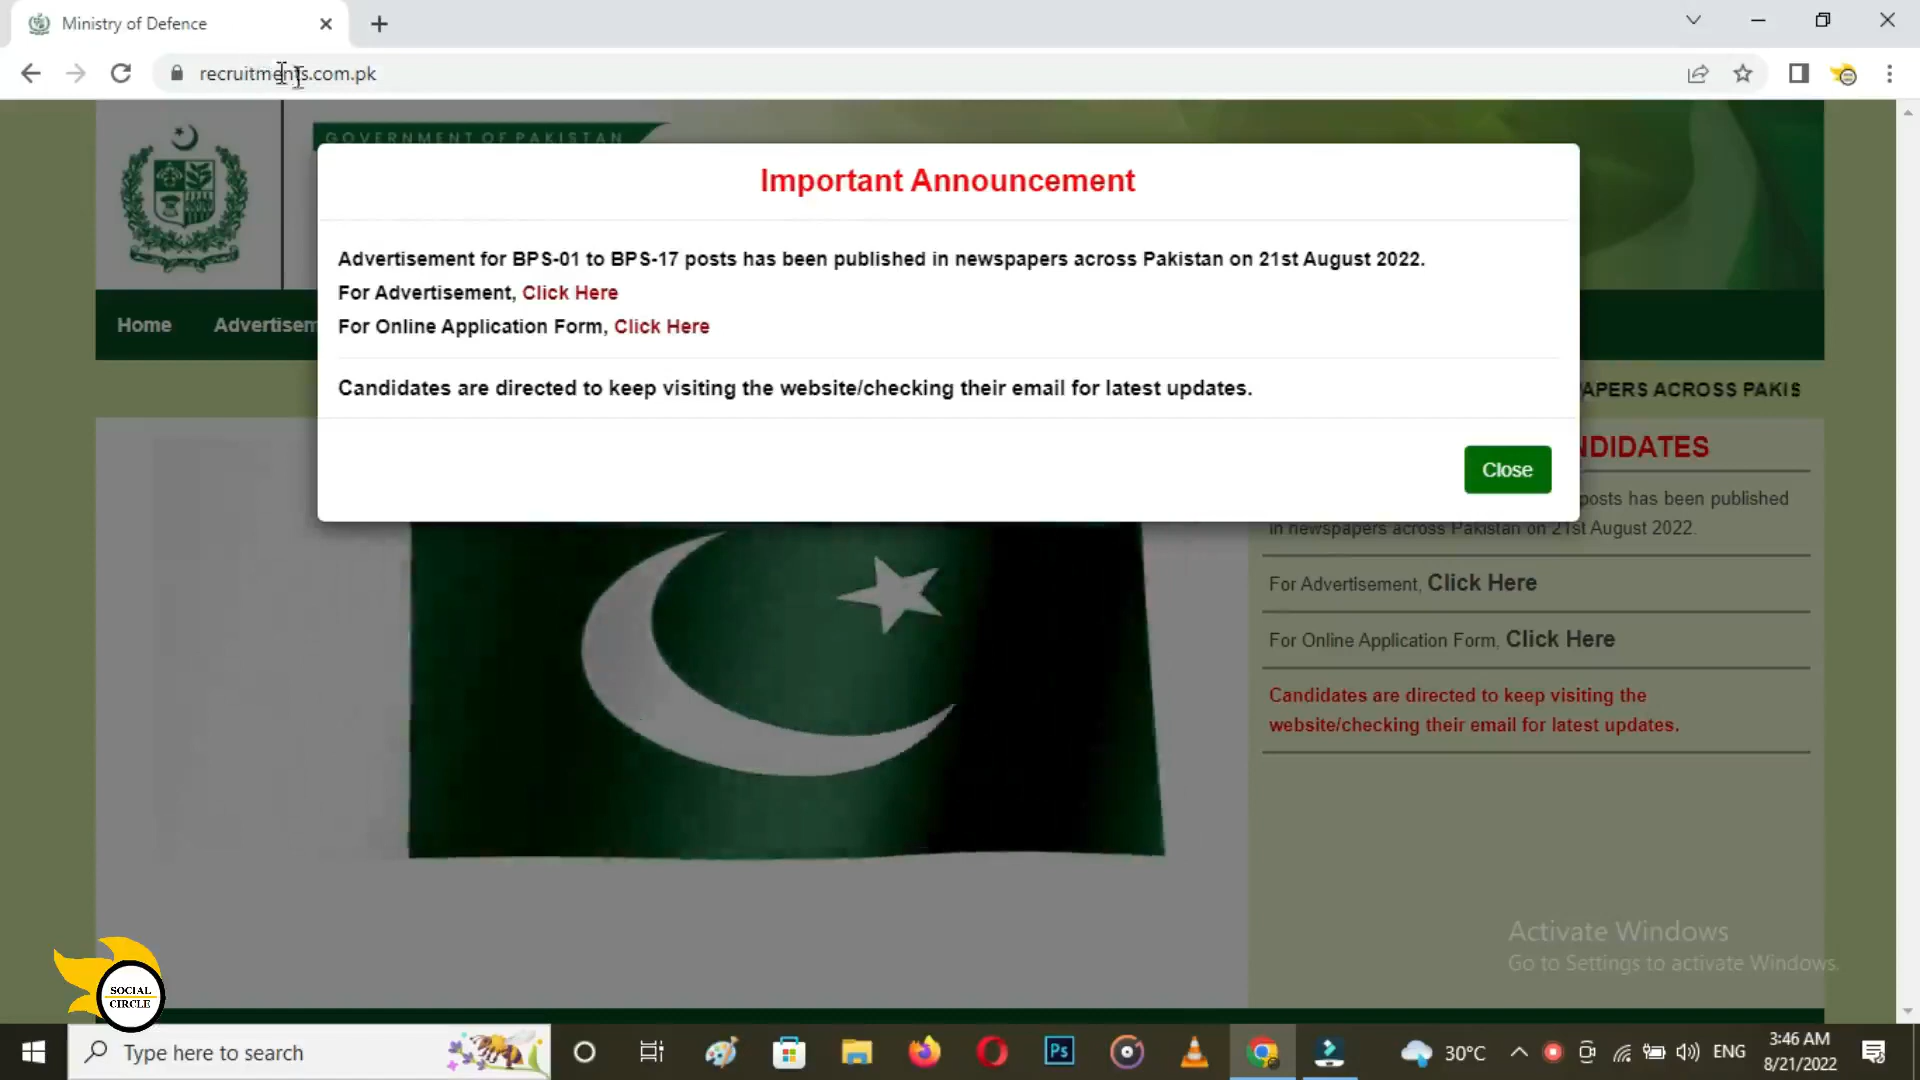 Ministry of Defence
recruitments.com.pk
GOVERNMENT OF PAKISTAN
Important Announcement
Advertisement for BPS-01 to BPS-17 posts has been published in newspapers across Pakistan on 21st August 2022.
For Advertisement, Click Here
For Online Application Form, Click Here
Candidates are directed to keep visiting the website/checking their email for latest updates.
Close
Home
Advertisem
APERS ACROSS PAKIS
NDIDATES
posts has been published
in newspapers across Pakistan on 21st August 2022.
For Advertisement, Click Here
For Online Application Form, Click Here
Candidates are directed to keep visiting the
website/checking their email for latest updates.
Activate Windows
Go to Settings to activate Windows.
SOCIAL
CIRCLE
Type here to search
Ps
30°C
ENG
3:46 AM
8/21/2022